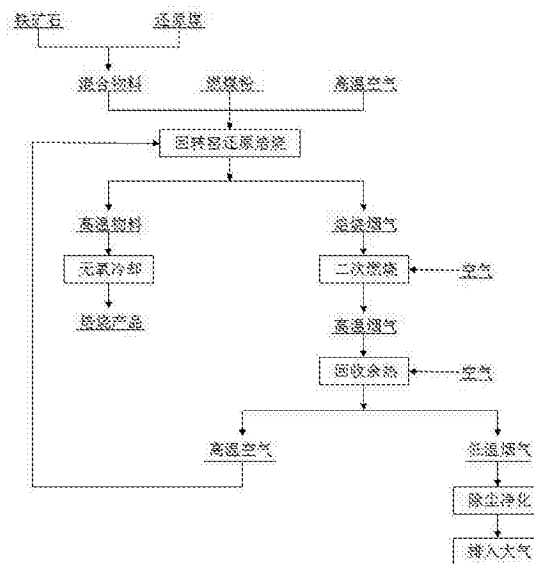 铁矿石
还原煤
混合物料
燃煤粉
高温空气
回转窑还原焙烧
高温物料
焙烧烟气
无氧冷却
二次燃烧
空气
焙烧产品
高温烟气
回收余热
空气
高温空气
低温烟气
除尘净化
排入大气